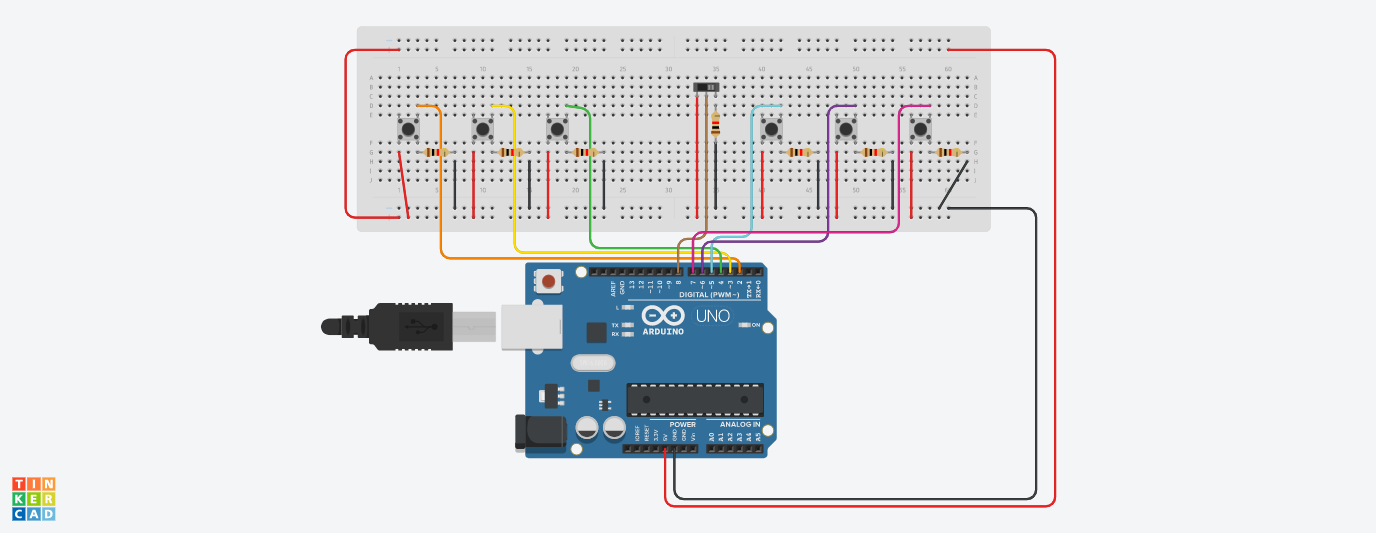 1 5 10 15 20 25 30 35 40 45 50 55 60
A A
B B
C C
D D
E E
F F
G G
H H
I I
J J
1 5 10 15 20 25 30 35 40 45 50 55 60
AREF
GND
13
12
~11
~10
~9
8
7
~6
~5
4
~3
2
TX→1
RX←0
DIGITAL (PWM~)
L
TX
RX
ARDUINO
UNO
ON
POWER
ANALOG IN
IOREF
RESET
3.3V
5V
GND
GND
Vin
A0
A1
A2
A3
A4
A5
TIN
KER
CAD